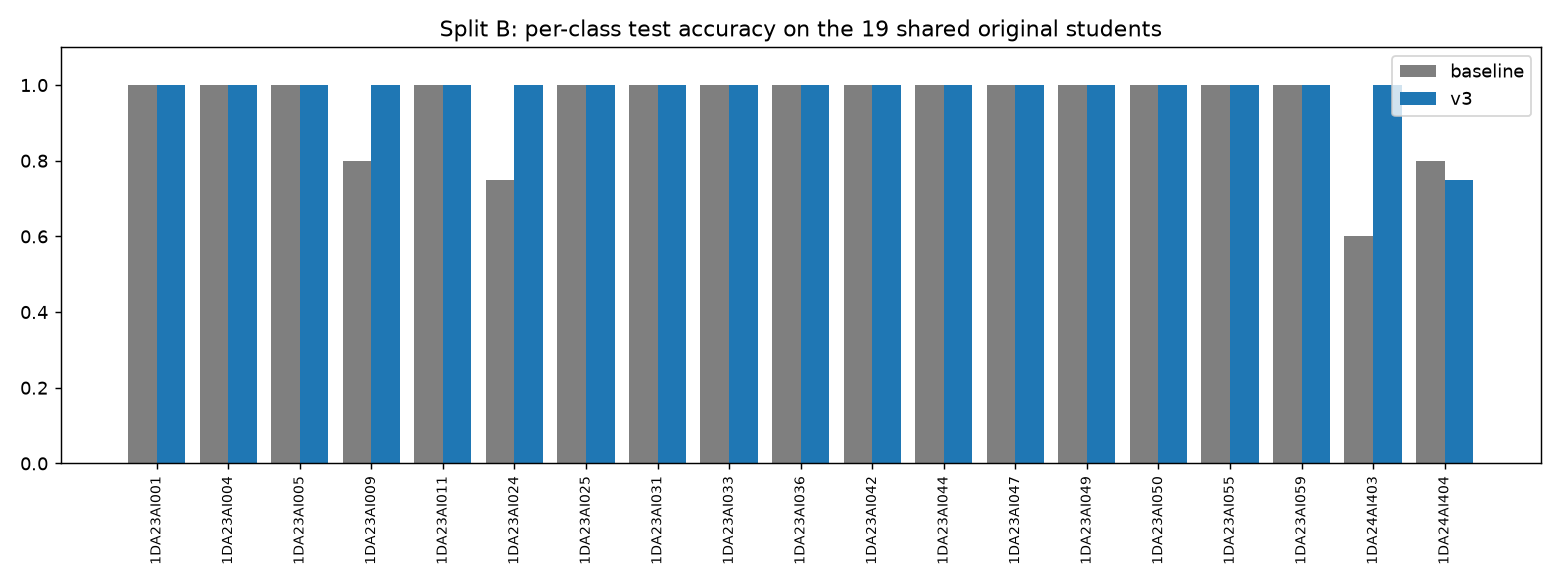 Split B: per-class test accuracy on the 19 shared original students
baseline
v3
1.0
0.8
0.6
0.4
0.2
0.0
1DA23AI001
1DA23AI004
1DA23AI005
1DA23AI009
1DA23AI011
1DA23AI024
1DA23AI025
1DA23AI031
1DA23AI033
1DA23AI036
1DA23AI042
1DA23AI044
1DA23AI047
1DA23AI049
1DA23AI050
1DA23AI055
1DA23AI059
1DA24AI403
1DA24AI404